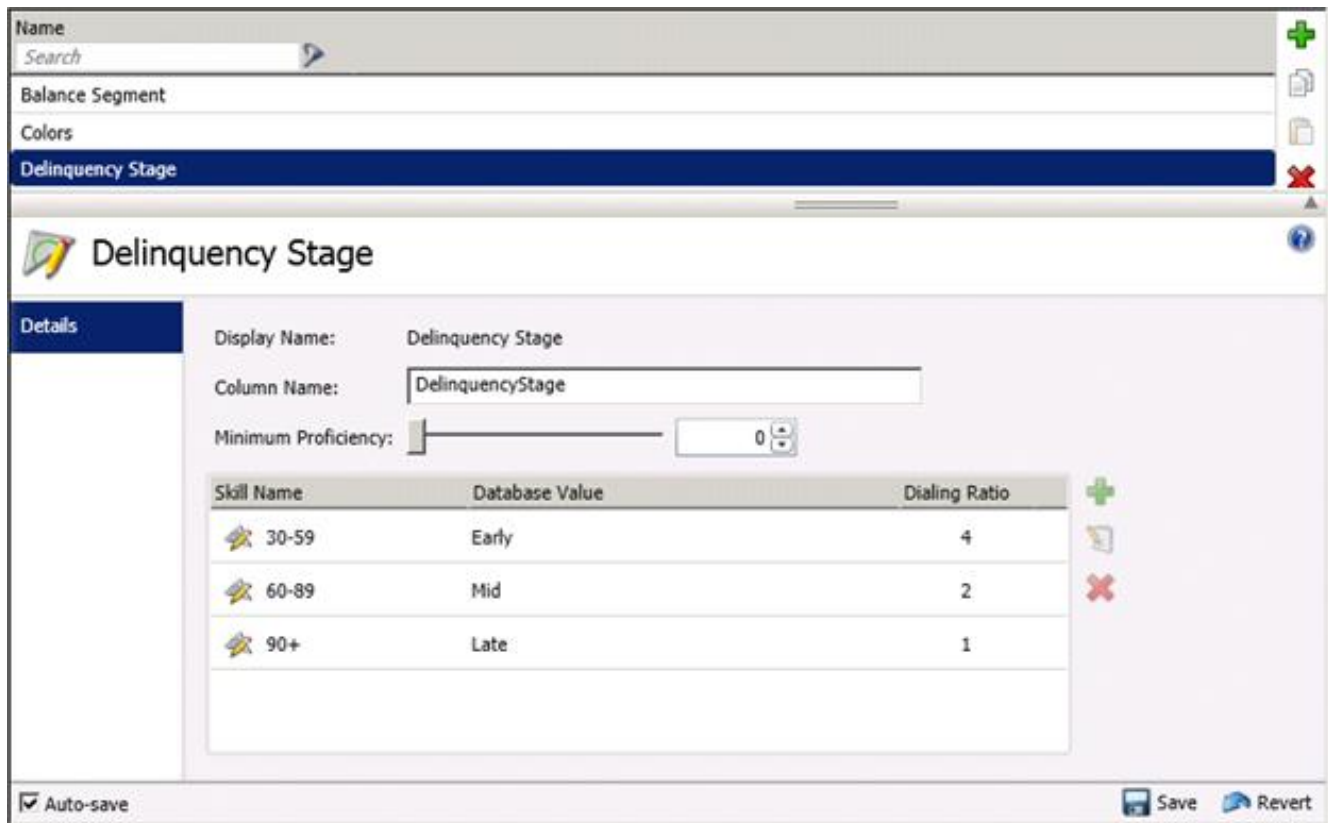 Name
Search
Balance Segment
Colors
Delinquency Stage
Delinquency Stage
Details
Display Name: Delinquency Stage
Column Name: DelinquencyStage
Minimum Proficiency: 0
Skill Name Database Value Dialing Ratio
30-59 Early 4
60-89 Mid 2
90+ Late 1
Auto-save Save Revert